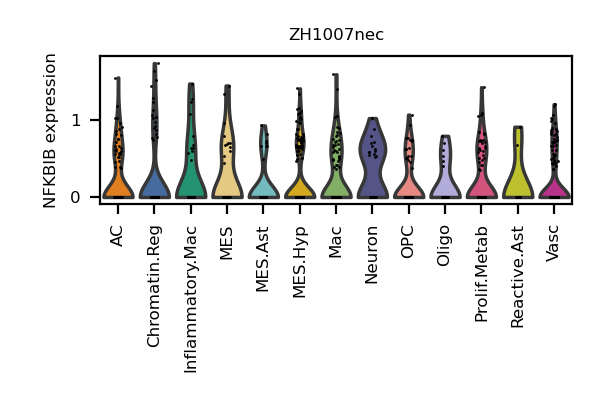 ZH1007nec
NFKBIB expression
1
0
AC
Chromatin.Reg
Inflammatory.Mac
MES
MES.Ast
MES.Hyp
Mac
Neuron
OPC
Oligo
Prolif.Metab
Reactive.Ast
Vasc